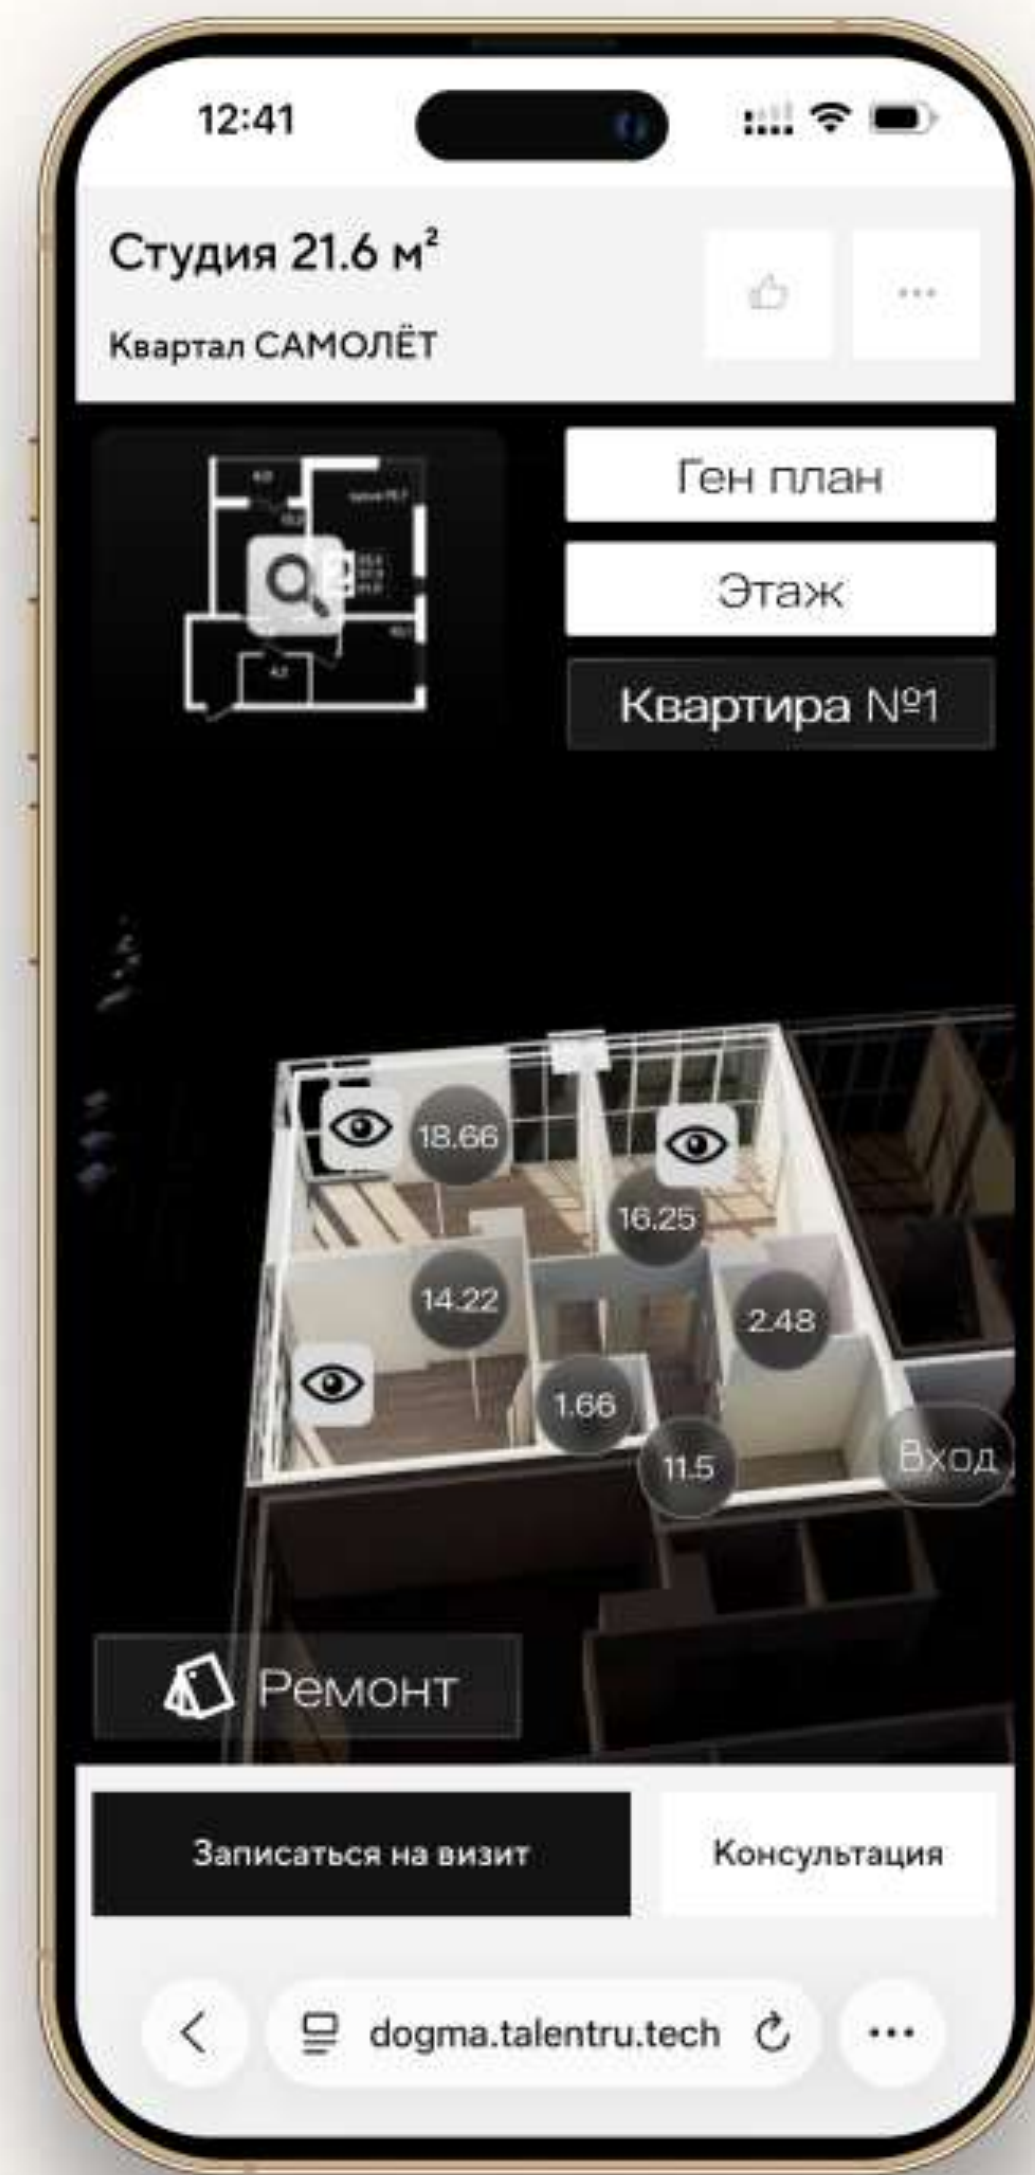 12:41
Студия 21.6 м²
Квартал САМОЛЁТ
Ген план
Этаж
Квартира №1
18.66
16.25
14.22
2.48
1.66
11.5
Вход
Ремонт
Записаться на визит
Консультация
dogma.talentru.tech